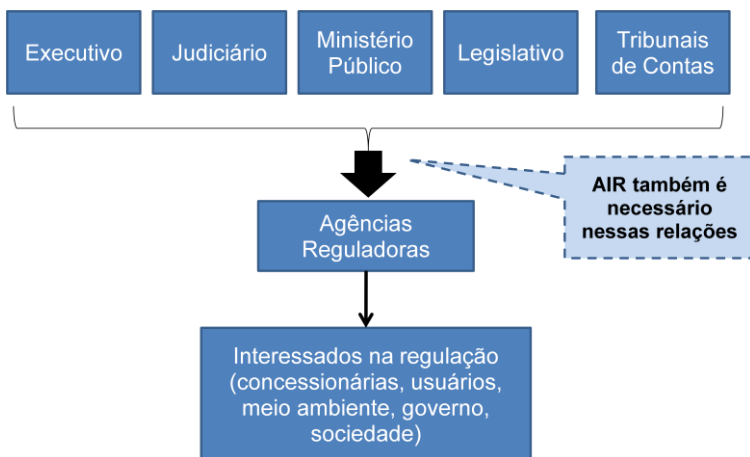 Executivo
Judiciário
Ministério
Público
Legislativo
Tribunais
de Contas
AIR também é
necessário
nessas relações
Agências
Reguladoras
Interessados na regulação
(concessionárias, usuários,
meio ambiente, governo,
sociedade)